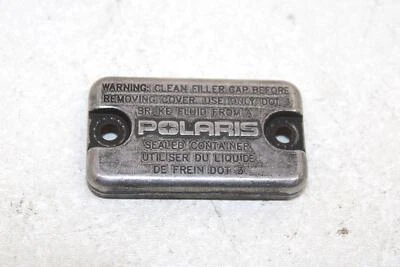 WARNING: CLEAN FILLER CAP BEFORE
REMOVING COVER. USE ONLY DOT
BRAKE FLUID FROM A
POLARIS
SEALED CONTAINER
UTILISER DU LIQUIDE
DE FREIN DOT 3